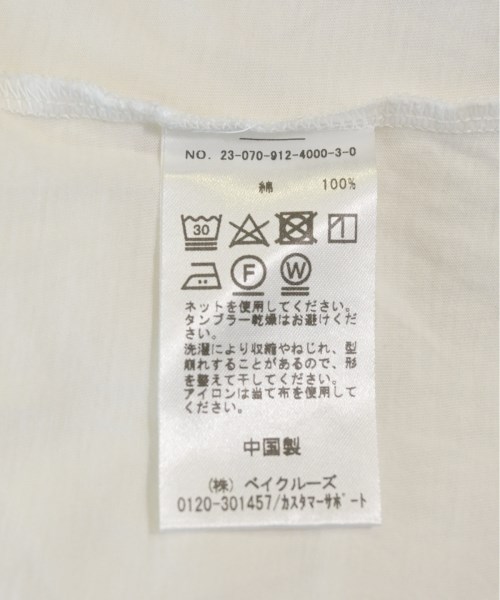 NO. 23-070-912-4000-3-0
綿 100%
30
F W
ネットを使用してください。
タンブラー乾燥はお避けくだ
さい。
洗濯により収縮やねじれ、型
崩れすることがあるので、形
を整えて干してください。
アイロンは当て布を使用して
ください。
中国製
(株) ベイクルーズ
0120-301457/ｶｽﾀﾏｰｻﾎﾟｰﾄ